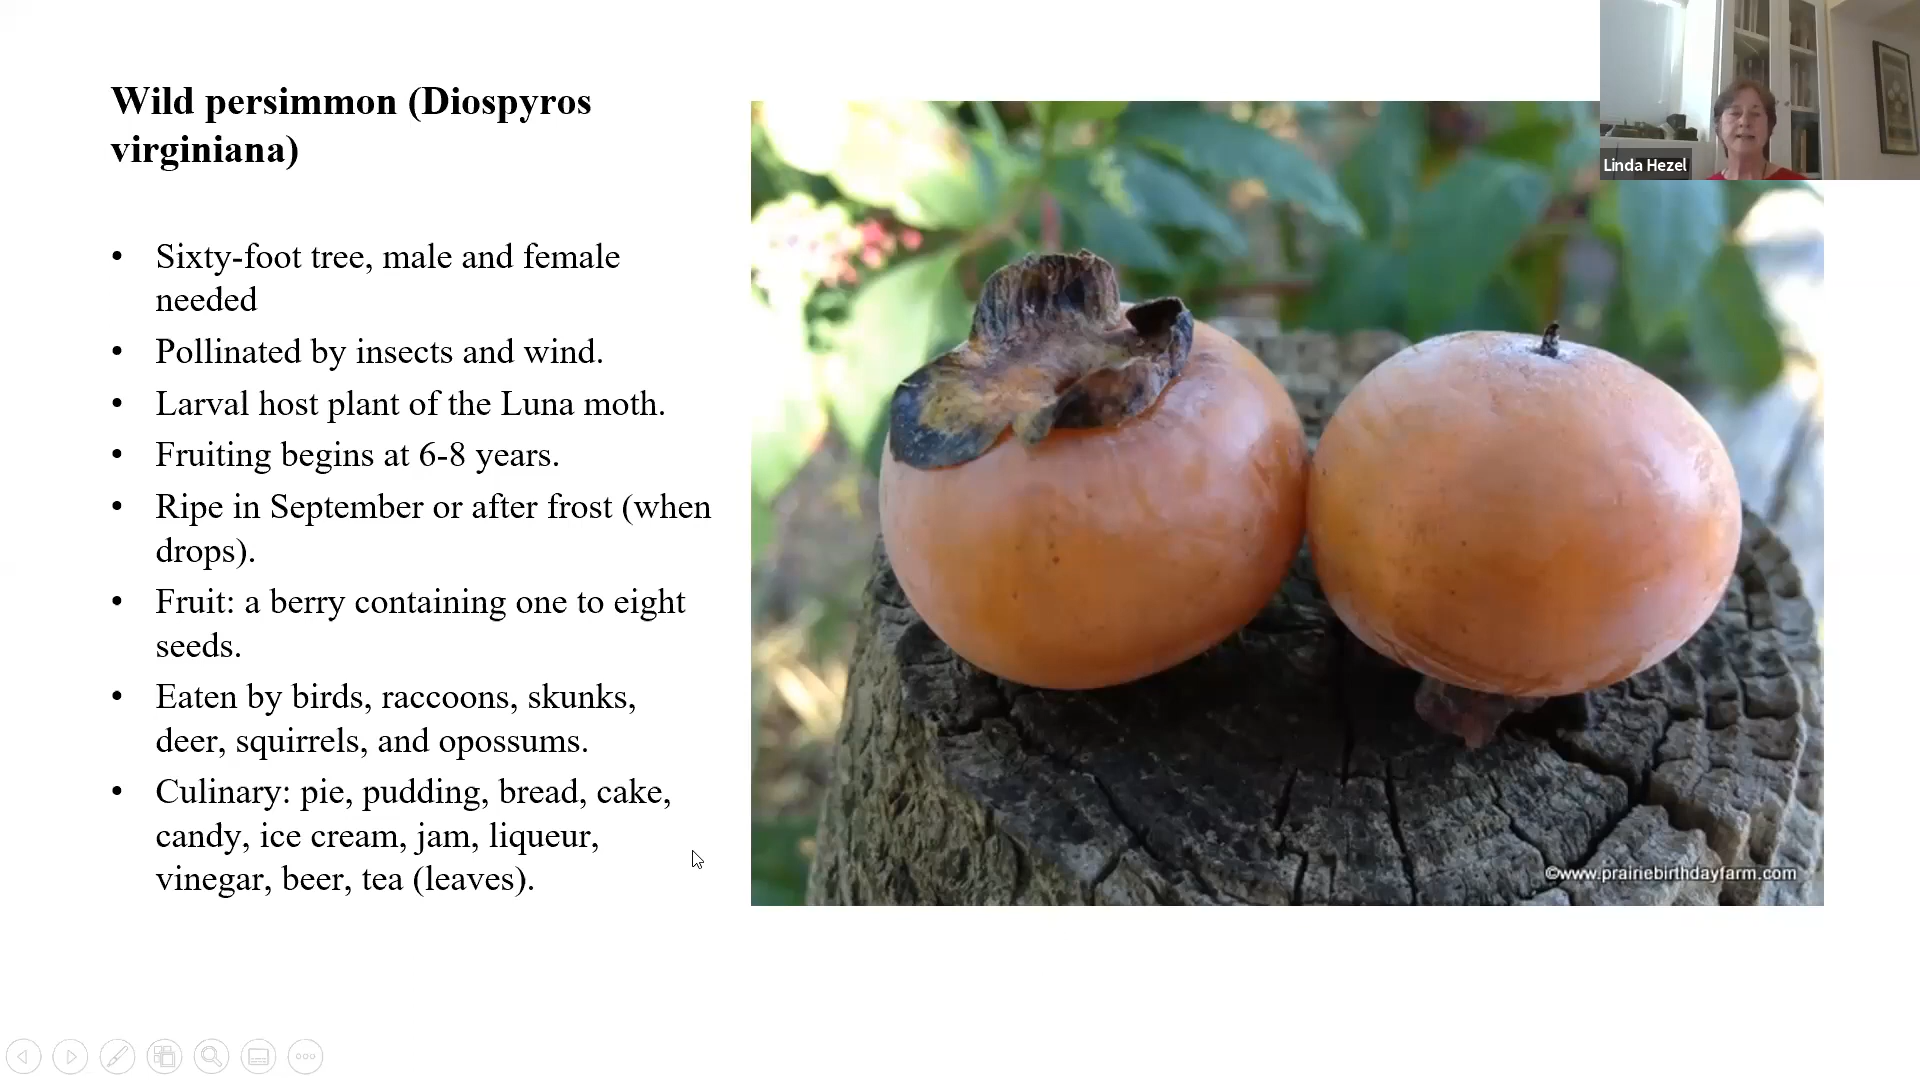 Wild persimmon (Diospyros
virginiana)
• Sixty-foot tree, male and female
needed
• Pollinated by insects and wind.
• Larval host plant of the Luna moth.
• Fruiting begins at 6-8 years.
• Ripe in September or after frost (when
drops).
• Fruit: a berry containing one to eight
seeds.
• Eaten by birds, raccoons, skunks,
deer, squirrels, and opossums.
• Culinary: pie, pudding, bread, cake,
candy, ice cream, jam, liqueur,
vinegar, beer, tea (leaves).
Linda Hezel
©www.prairiebirthdayfarm.com